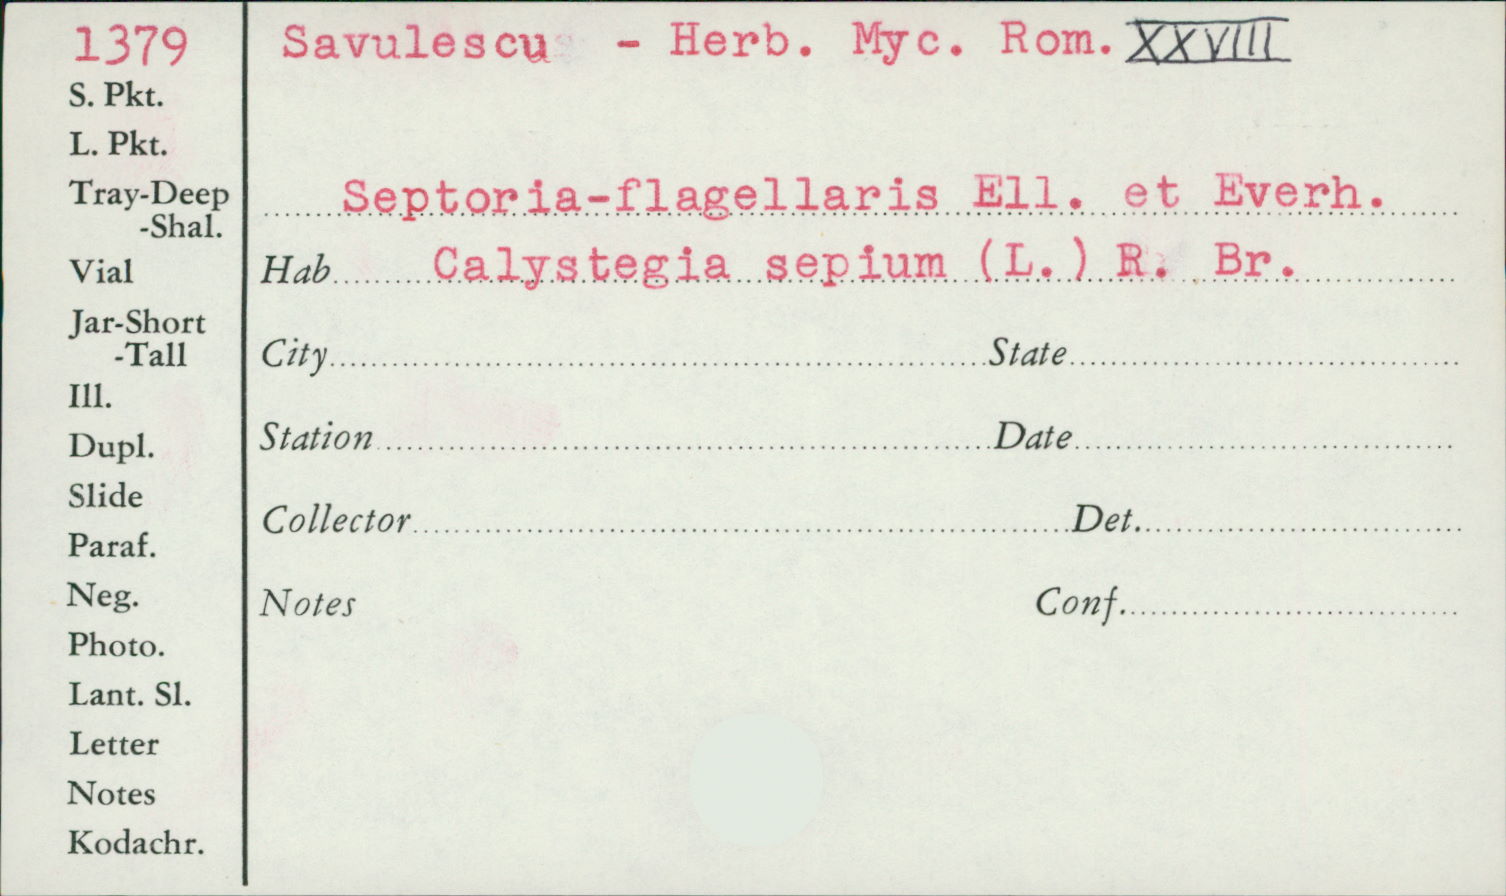 1379
S. Pkt.
L. Pkt.
Tray-Deep
-Shal.
Vial
Jar-Short
-Tall
Ill.
Dupl.
Slide
Paraf.
Neg.
Photo.
Lant. Sl.
Letter
Notes
Kodachr.
Savulescu - Herb. Myc. Rom. XXVIII
Septoria-flagellaris Ell. et Everh.
Hab. Calystegia sepium (L.) R. Br.
City State
Station Date
Collector Det.
Notes Conf.